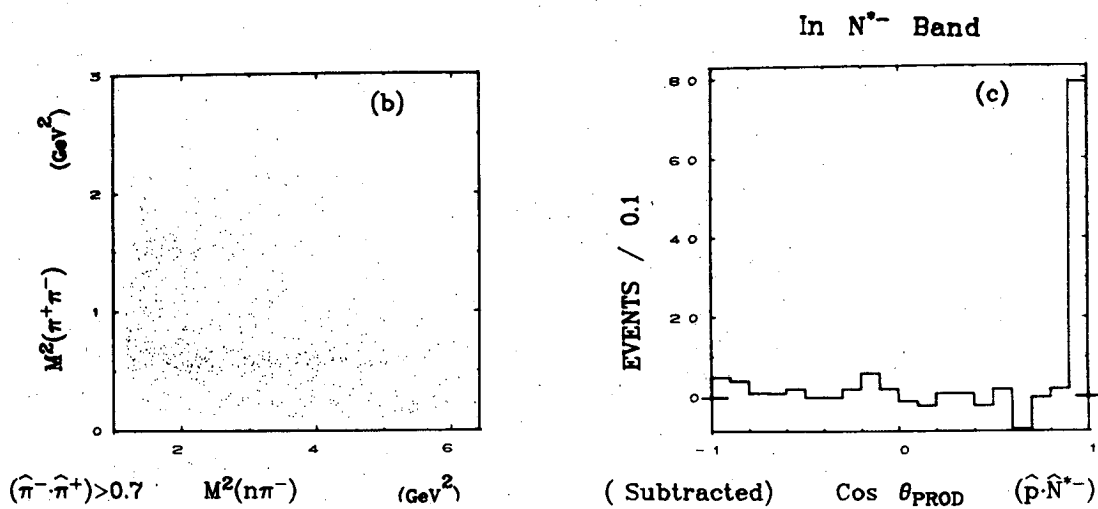 In N*- Band
3
(b)
(GeV²)
2
M²(π⁺π⁻)
1
0
2
4
6
(π̂⁻·π̂⁺)>0.7 M²(nπ⁻) (GeV²)
80
(c)
60
EVENTS / 0.1
40
20
0
-1
0
1
( Subtracted) Cos θPROD (p̂·N̂*⁻)